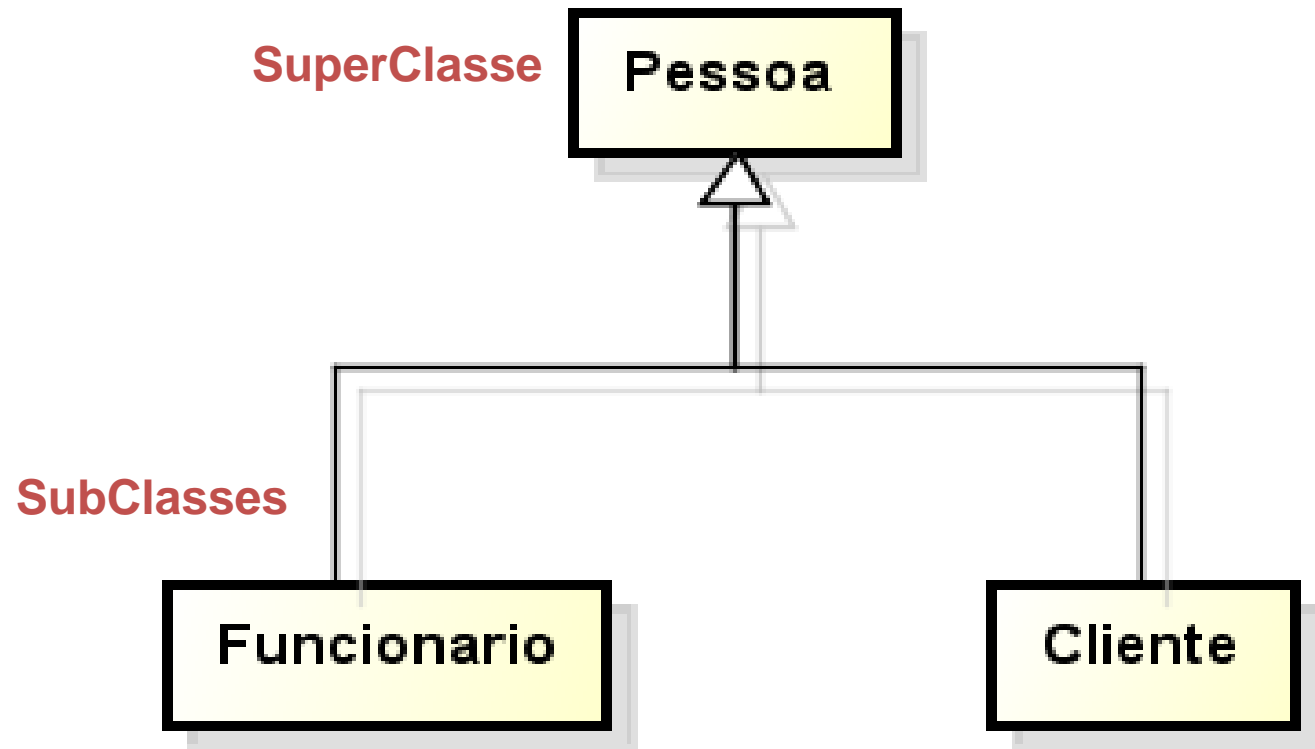 SuperClasse
Pessoa
SubClasses
Funcionario
Cliente